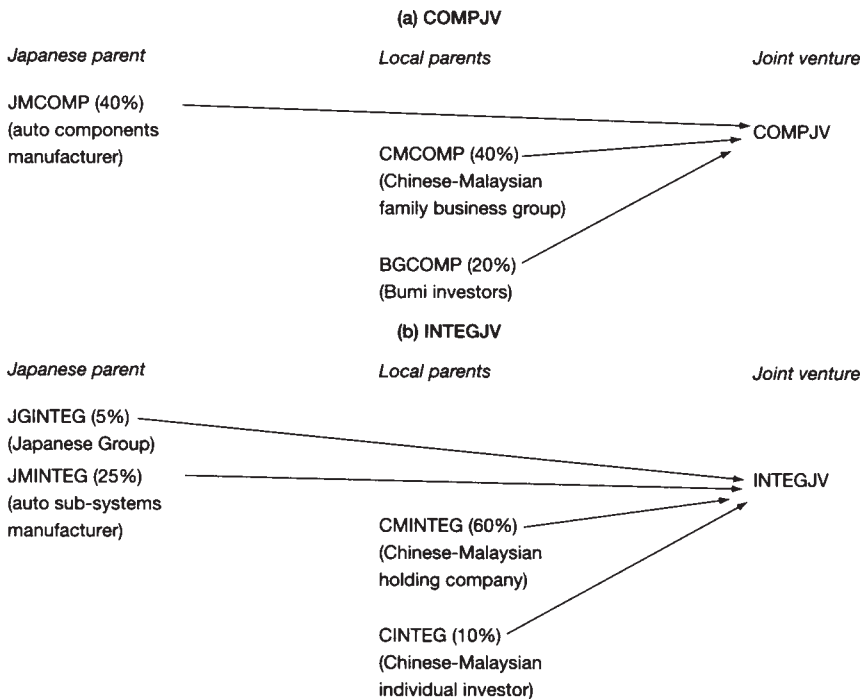 (a) COMPJV
Japanese parent Local parents Joint venture
JMCOMP (40%)
(auto components
manufacturer)
COMPJV
CMCOMP (40%)
(Chinese-Malaysian
family business group)
BGCOMP (20%)
(Bumi investors)
(b) INTEGJV
Japanese parent Local parents Joint venture
JGINTEG (5%)
(Japanese Group)
JMINTEG (25%)
(auto sub-systems
manufacturer)
INTEGJV
CMINTEG (60%)
(Chinese-Malaysian
holding company)
CINTEG (10%)
(Chinese-Malaysian
individual investor)